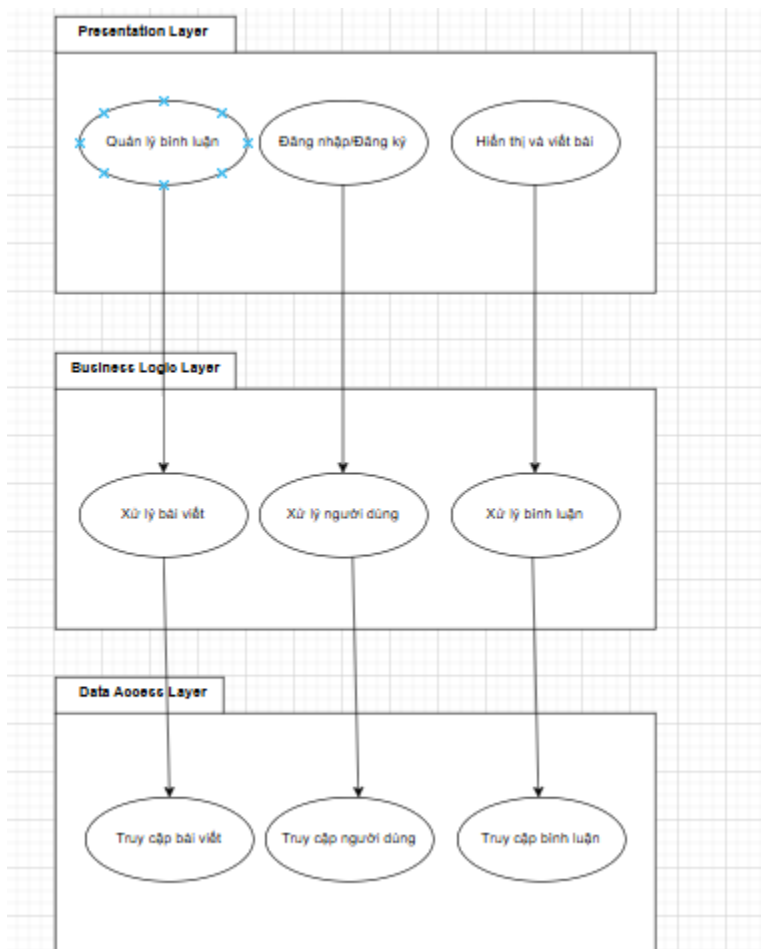 Presentation Layer
Quản lý bình luận
Đăng nhập/Đăng ký
Hiển thị và viết bài
Business Logic Layer
Xử lý bài viết
Xử lý người dùng
Xử lý bình luận
Data Access Layer
Truy cập bài viết
Truy cập người dùng
Truy cập bình luận